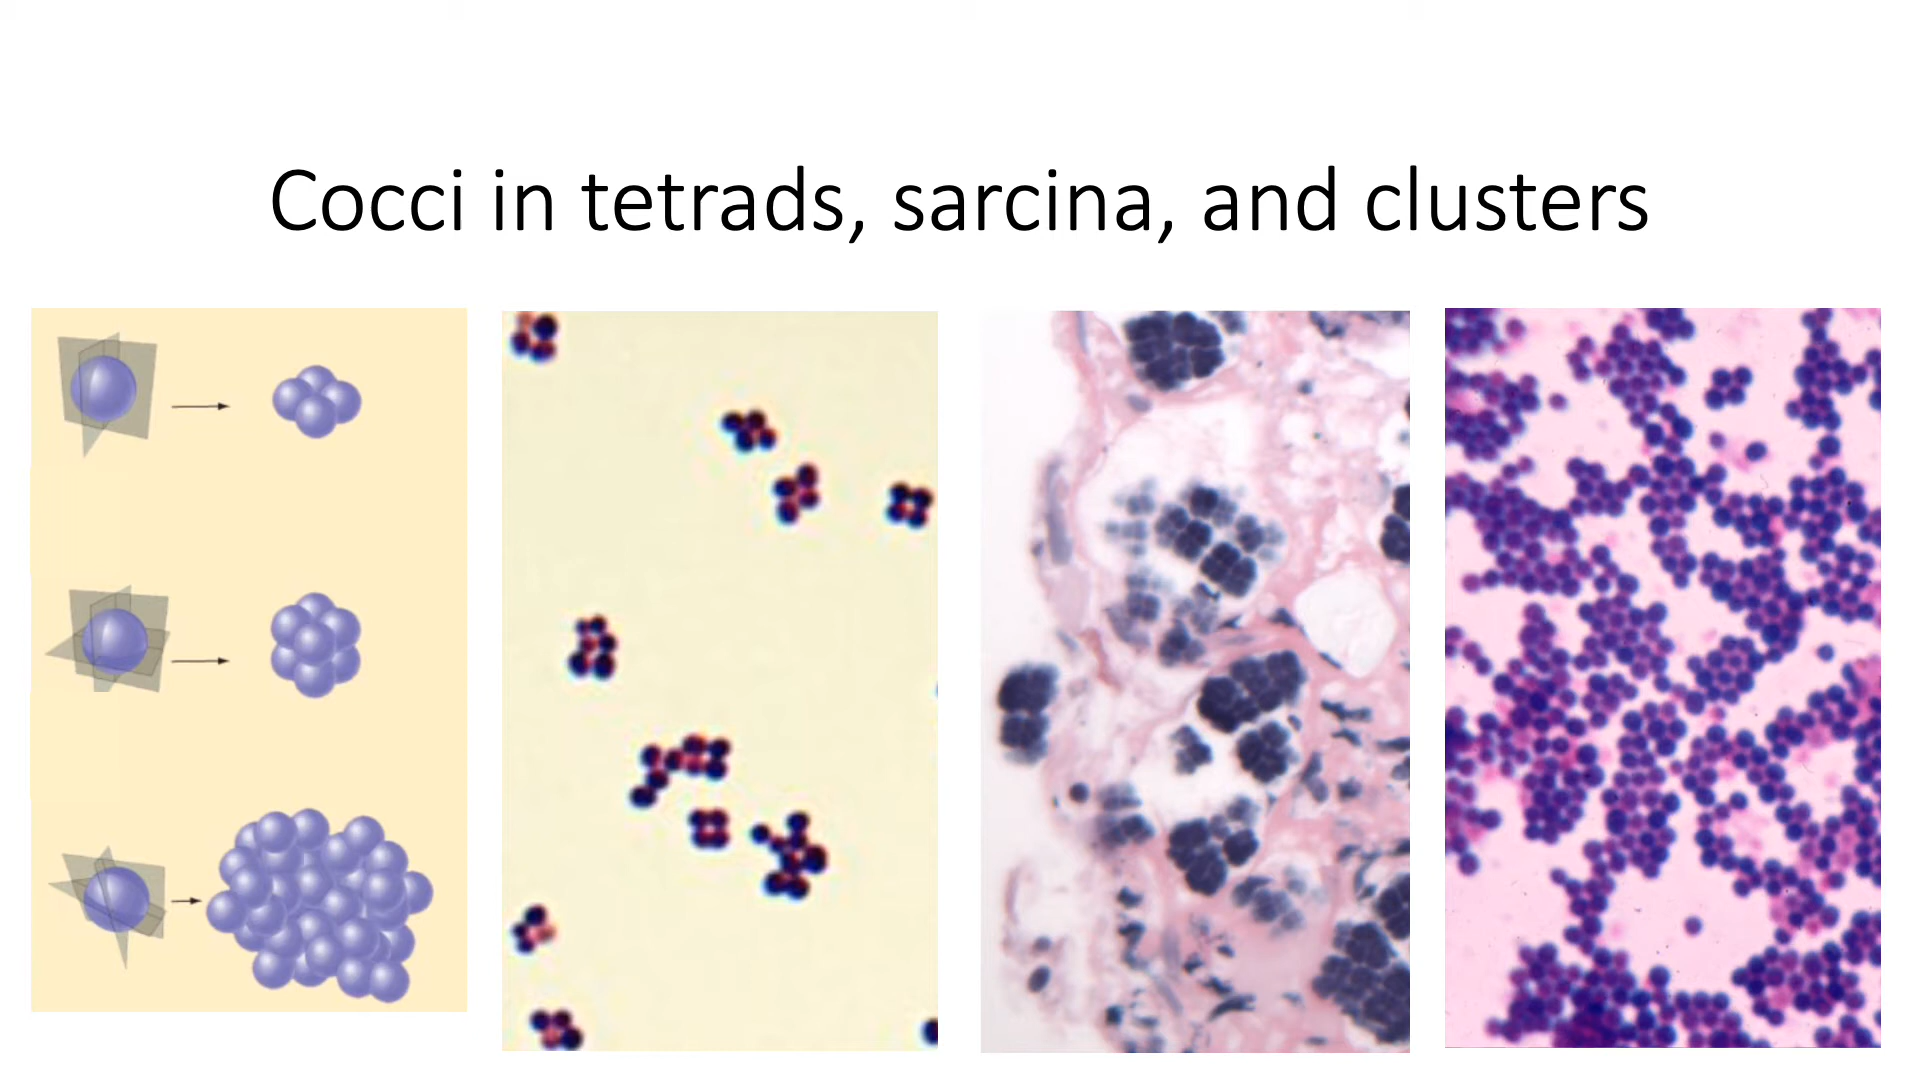 Cocci in tetrads, sarcina, and clusters